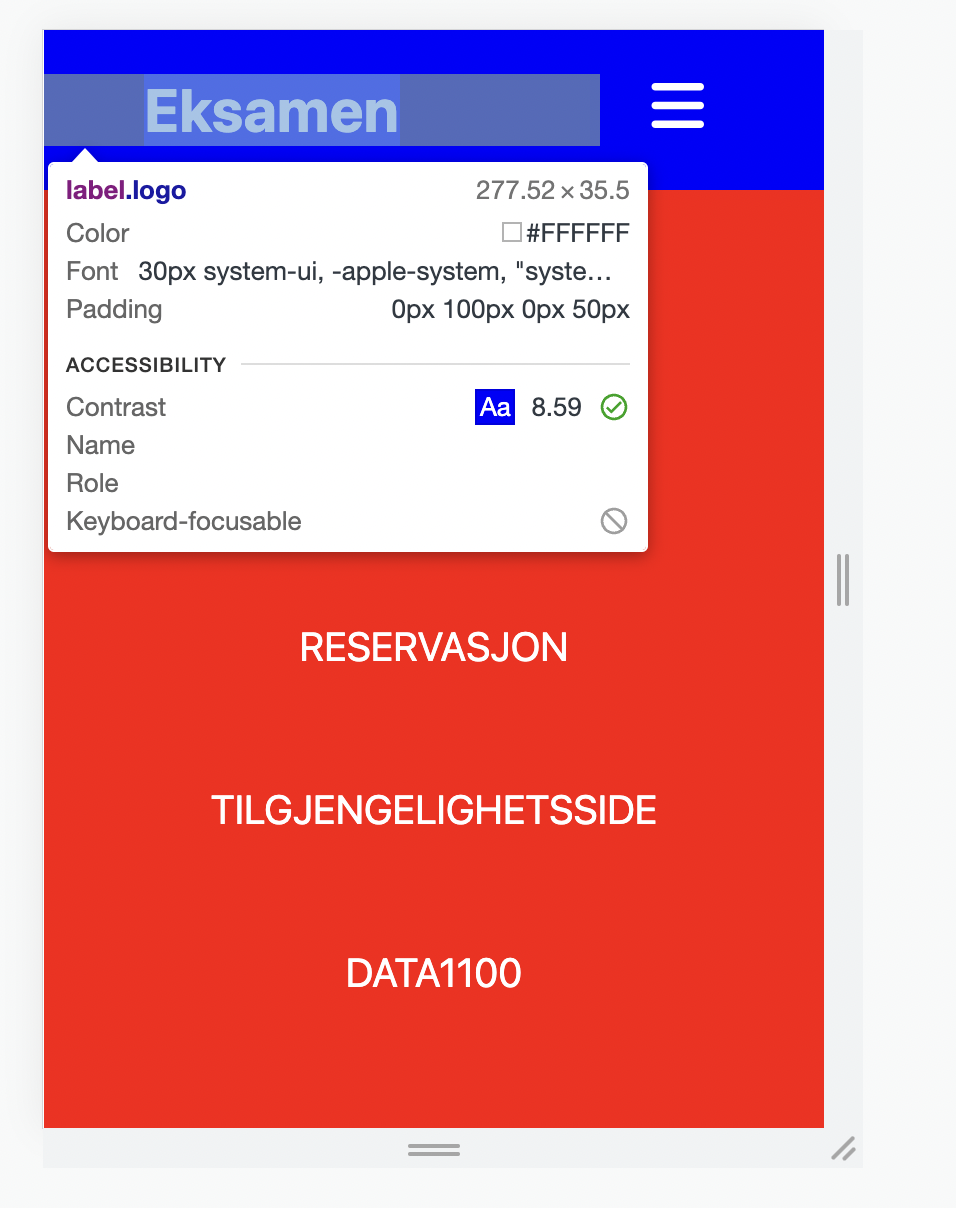 Eksamen
label.logo 277.52 × 35.5
Color #FFFFFF
Font 30px system-ui, -apple-system, "syste…
Padding 0px 100px 0px 50px
ACCESSIBILITY
Contrast Aa 8.59
Name
Role
Keyboard-focusable
RESERVASJON
TILGJENGELIGHETSSIDE
DATA1100